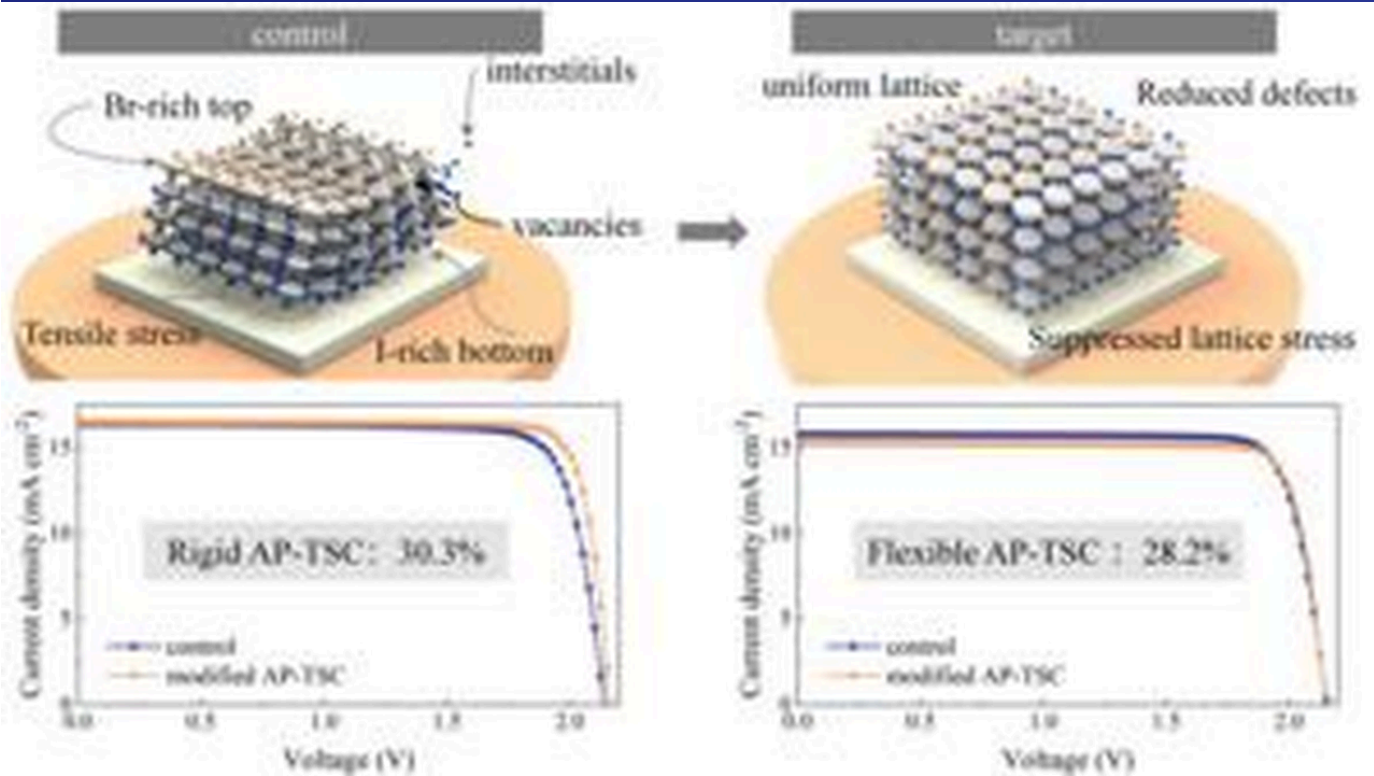 control
target
interstitials
uniform lattice
Reduced defects
Br-rich top
vacancies
Tensile stress
I-rich bottom
Suppressed lattice stress
Current density (mA cm-2)
15
10
5
0
Rigid AP-TSC: 30.3%
control
modified AP-TSC
0.0 0.5 1.0 1.5 2.0
Voltage (V)
Current density (mA cm-2)
15
10
5
0
Flexible AP-TSC : 28.2%
control
modified AP-TSC
0.0 0.5 1.0 1.5 2.0
Voltage (V)